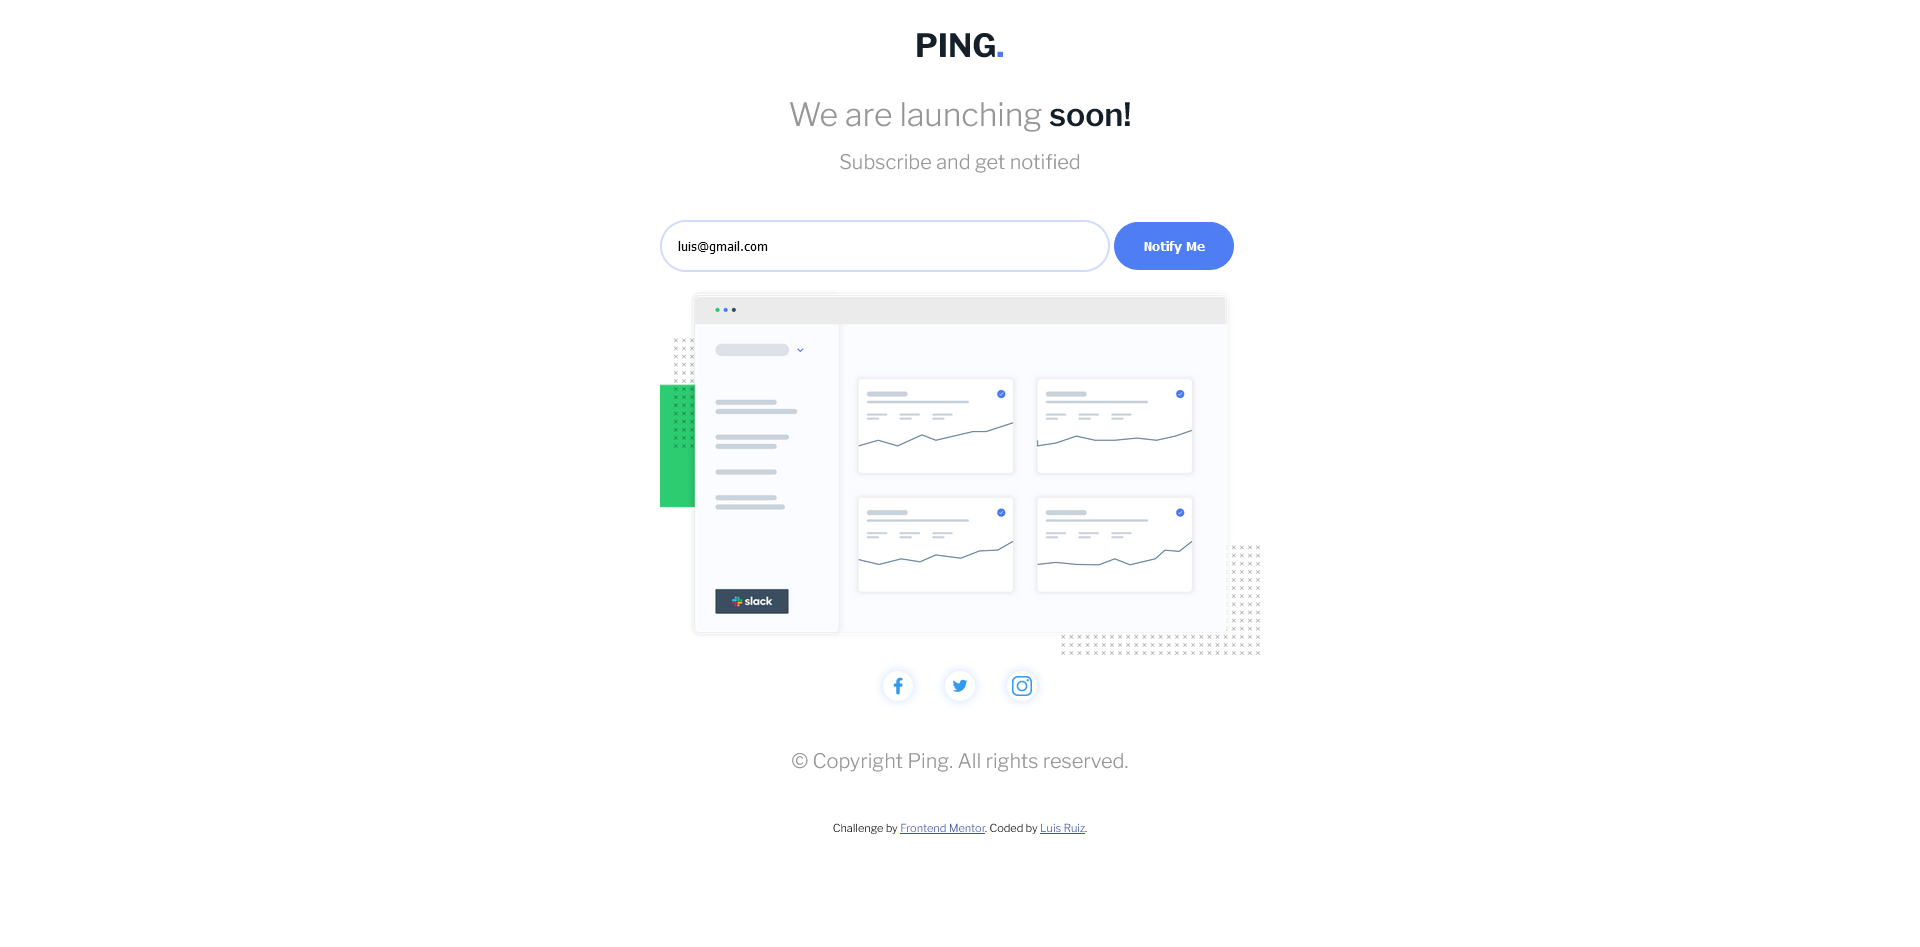 PING.
We are launching soon!
Subscribe and get notified
luis@gmail.com
Notify Me
slack
© Copyright Ping. All rights reserved.
Challenge by Frontend Mentor. Coded by Luis Ruiz.